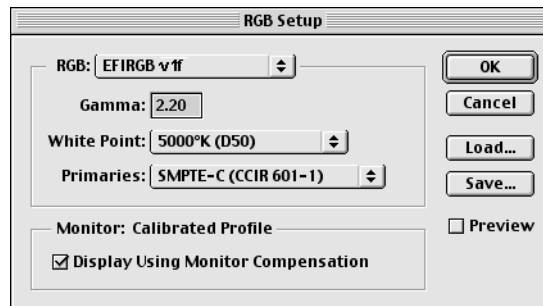 RGB Setup
RGB: EFIRGB v1f
Gamma: 2.20
White Point: 5000°K (D50)
Primaries: SMPTE-C (CCIR 601-1)
Monitor: Calibrated Profile
Display Using Monitor Compensation
OK
Cancel
Load...
Save...
Preview